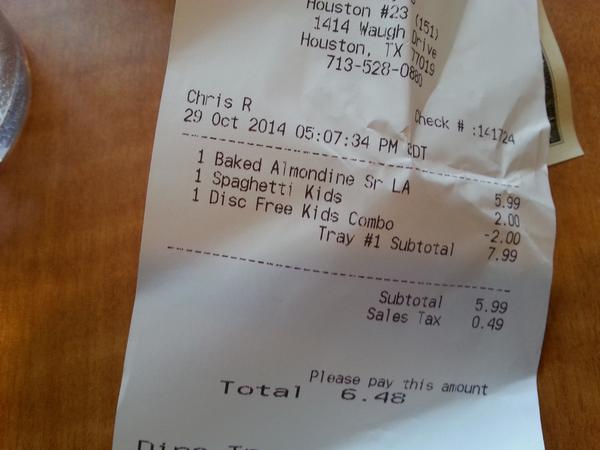 Houston #23 (151)
1414 Waugh Drive
Houston, TX 77019
713-528-0880
Chris R Check # :141724
29 Oct 2014 05:07:34 PM EDT
1 Baked Almondine Sr LA 5.99
1 Spaghetti Kids 2.00
1 Disc Free Kids Combo -2.00
Tray #1 Subtotal 7.99
Subtotal 5.99
Sales Tax 0.49
Please pay this amount
Total 6.48